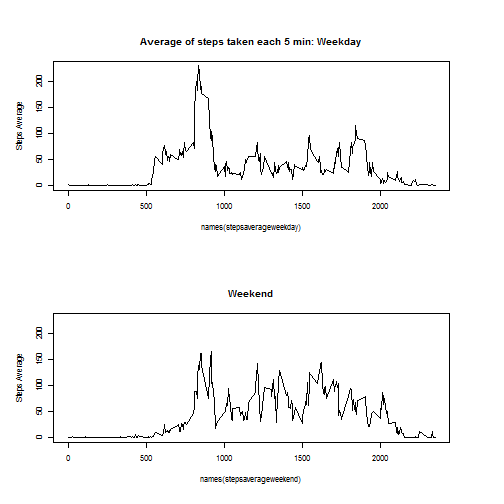 Average of steps taken each 5 min: Weekday
Steps Average
0 50 100 150 200
0 500 1000 1500 2000
names(stepsaverageweekday)
Weekend
Steps Average
0 50 100 150 200
0 500 1000 1500 2000
names(stepsaverageweekend)